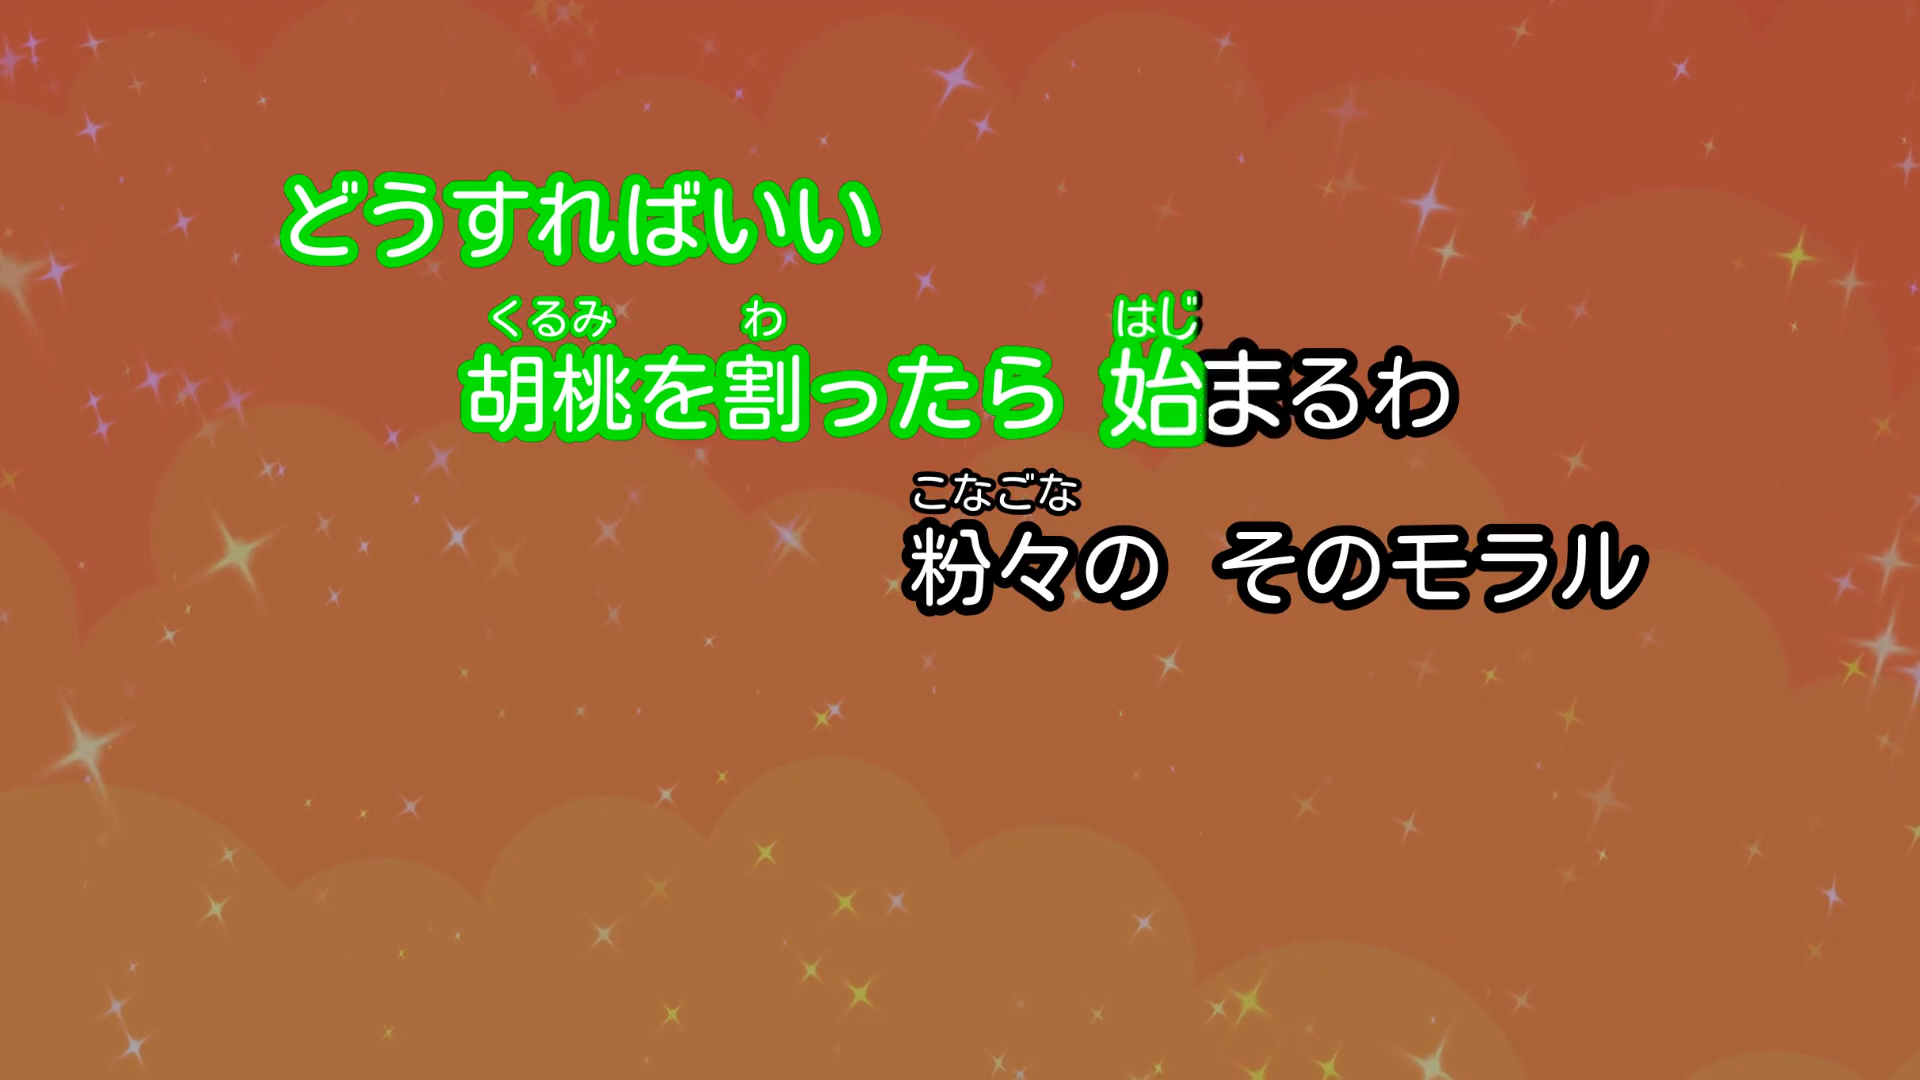 どうすればいい
くるみ わ はじ
胡桃を割ったら 始まるわ
こなごな
粉々の そのモラル